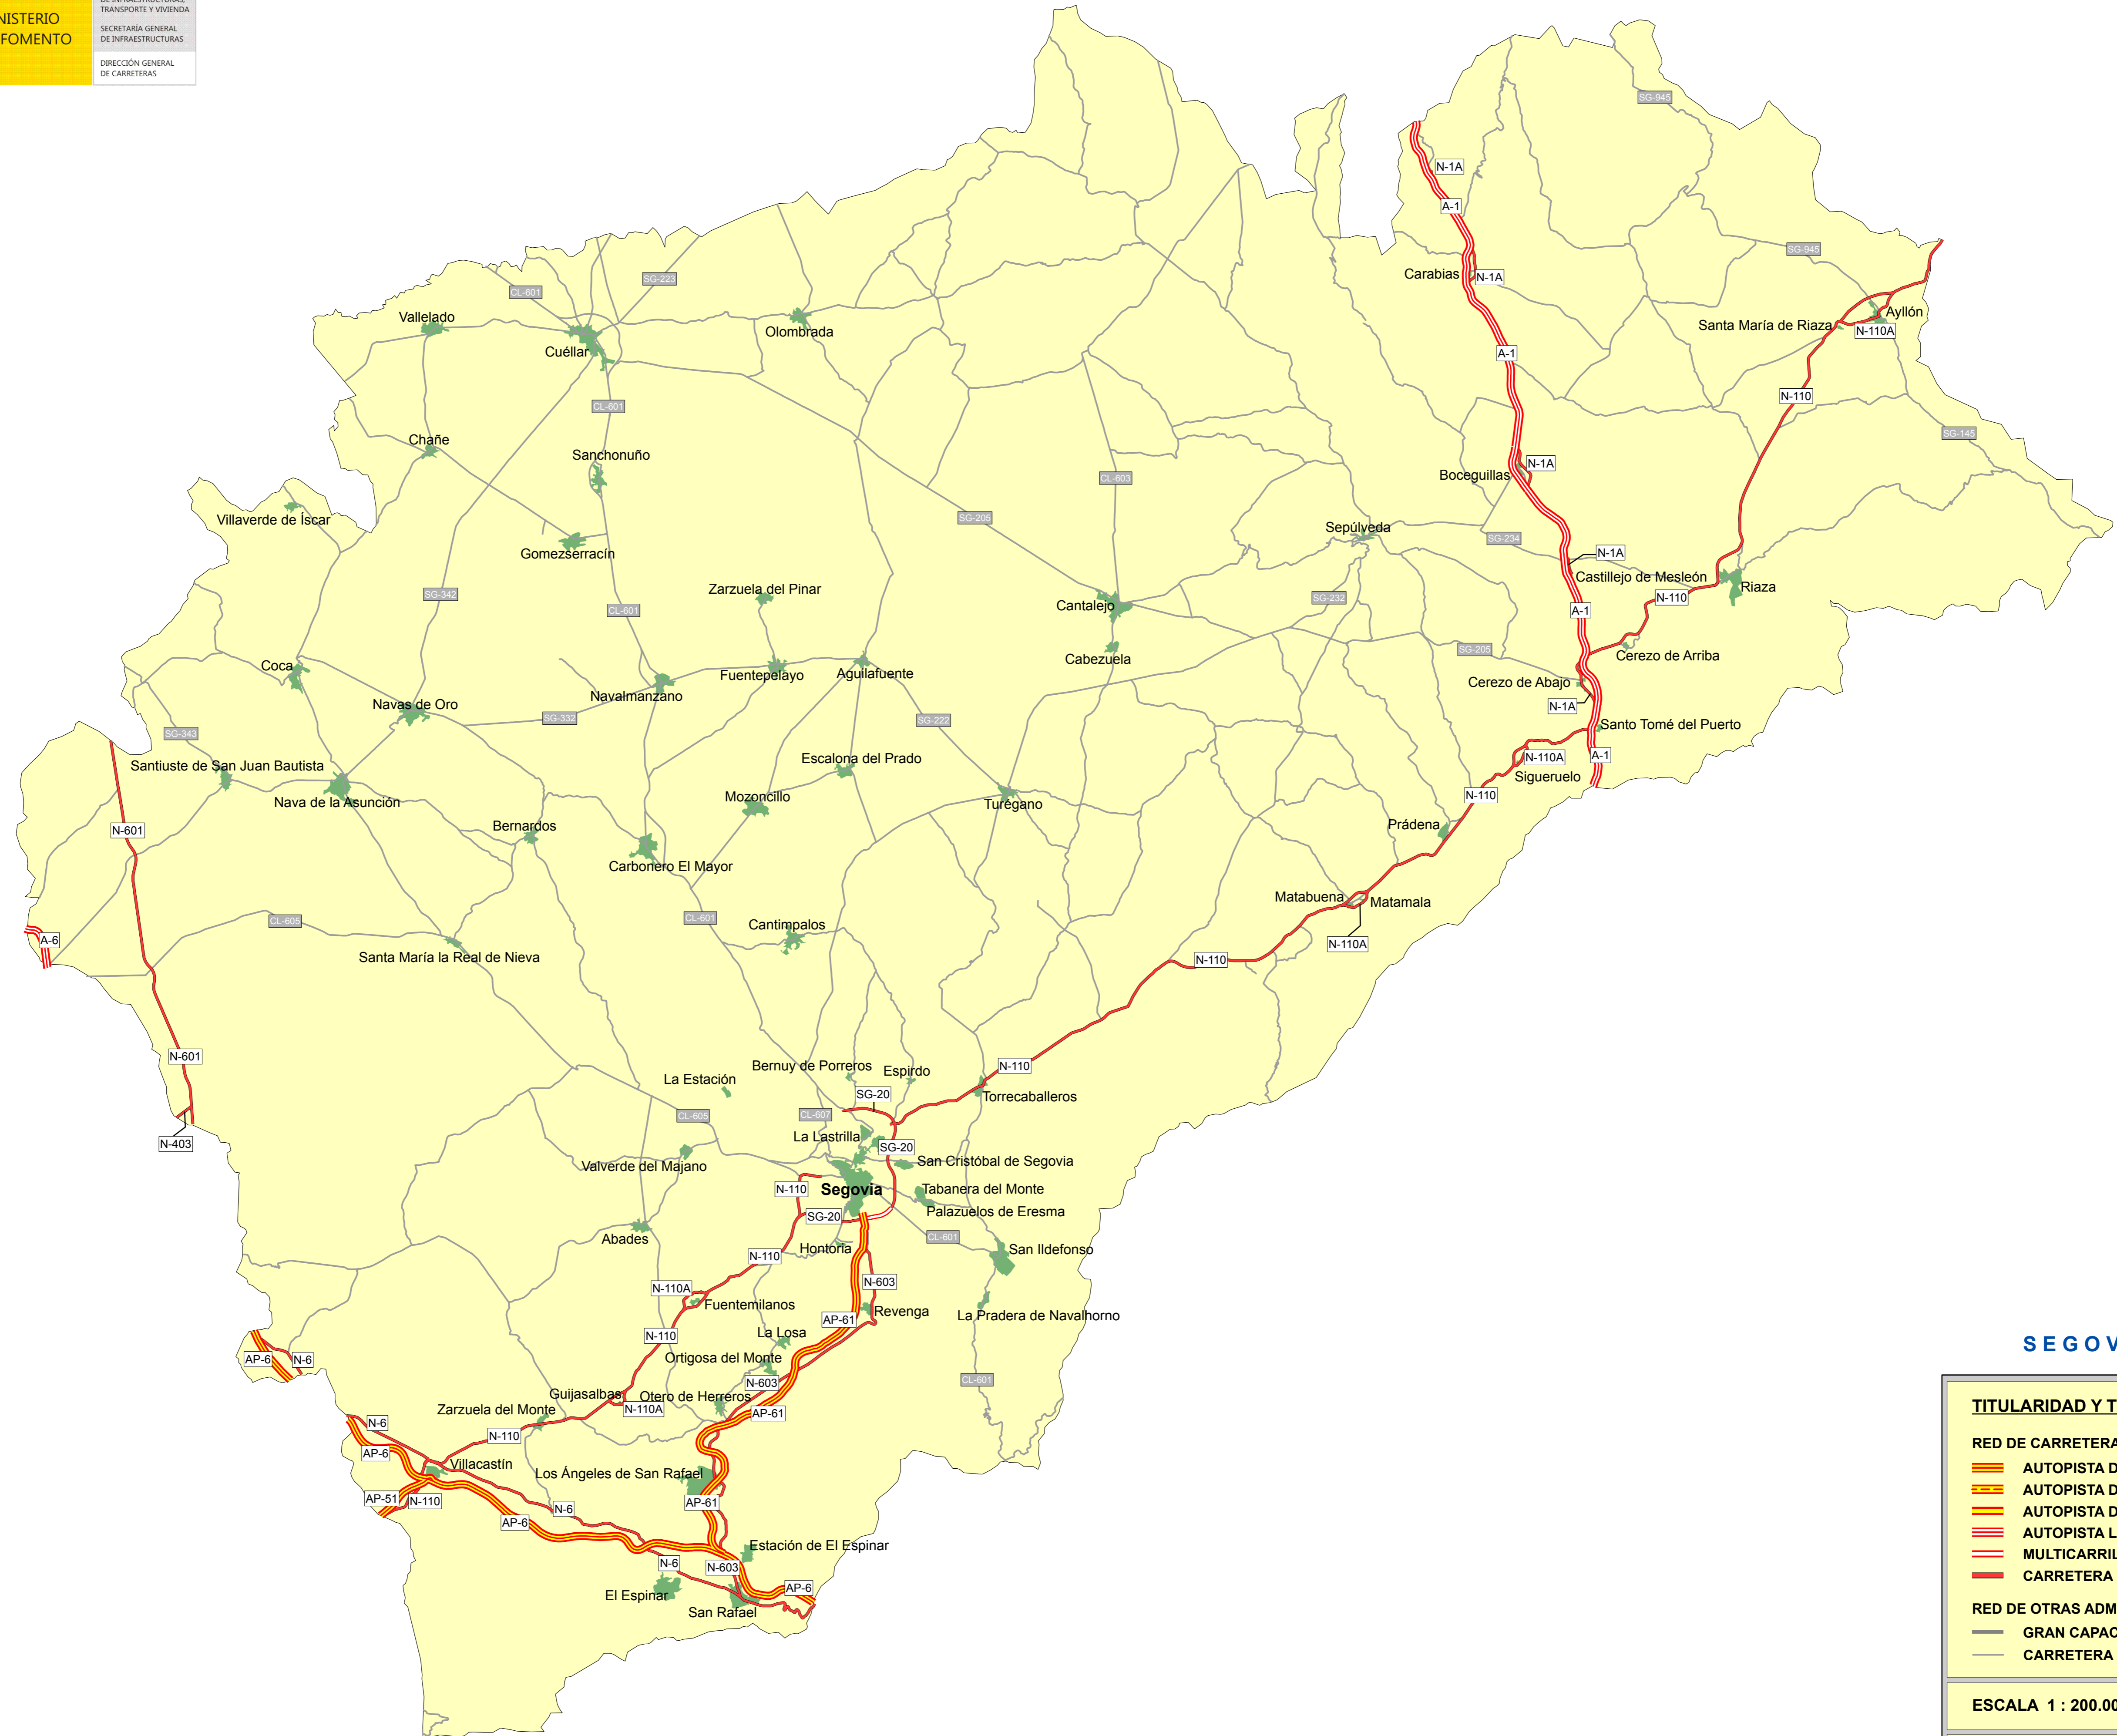 NISTERIO
FOMENTO
DE INFRAESTRUCTURAS,
TRANSPORTE Y VIVIENDA
SECRETARÍA GENERAL
DE INFRAESTRUCTURAS
DIRECCIÓN GENERAL
DE CARRETERAS
SG-945
N-1A
A-1
SG-945
Carabias
N-1A
SG-223
CL-601
Vallelado
Olombrada
Cuéllar
Santa María de Riaza
Ayllón
N-110A
A-1
N-110
CL-601
SG-145
Chañe
Sanchonuño
N-1A
Boceguillas
CL-603
Villaverde de Íscar
SG-205
Sepúlveda
SG-234
Gomezserracín
N-1A
Castillejo de Mesleón
Riaza
Zarzuela del Pinar
SG-342
SG-232
N-110
Cantalejo
CL-601
A-1
SG-205
Cerezo de Arriba
Cabezuela
Coca
Fuentepelayo
Aguilafuente
Cerezo de Abajo
Navalmanzano
Navas de Oro
N-1A
SG-332
SG-222
Santo Tomé del Puerto
SG-343
A-1
N-110A
Escalona del Prado
Santiuste de San Juan Bautista
Sigueruelo
Nava de la Asunción
Mozoncillo
Turégano
N-110
N-601
Bernardos
Prádena
Carbonero El Mayor
Matabuena
Matamala
CL-605
CL-601
Cantimpalos
A-6
N-110A
Santa María la Real de Nieva
N-110
N-601
Bernuy de Porreros
Espirdo
N-110
La Estación
SG-20
Torrecaballeros
CL-605
CL-607
N-403
La Lastrilla
SG-20
Valverde del Majano
San Cristóbal de Segovia
N-110
Segovia
Tabanera del Monte
Palazuelos de Eresma
SG-20
Abades
CL-601
Hontoria
San Ildefonso
N-110
N-603
N-110A
Fuentemilanos
Revenga
La Pradera de Navalhorno
AP-61
N-110
La Losa
AP-6
N-6
Ortigosa del Monte
CL-601
N-603
Guijasalbas
Otero de Herreros
N-110A
AP-61
Zarzuela del Monte
N-6
N-110
AP-6
Villacastín
Los Ángeles de San Rafael
AP-51
N-110
AP-61
N-6
AP-6
Estación de El Espinar
N-6
N-603
AP-6
El Espinar
San Rafael
SEGOV
TITULARIDAD Y T
RED DE CARRETERA
AUTOPISTA D
AUTOPISTA D
AUTOPISTA D
AUTOPISTA L
MULTICARRIL
CARRETERA
RED DE OTRAS ADM
GRAN CAPAC
CARRETERA
ESCALA 1 : 200.00